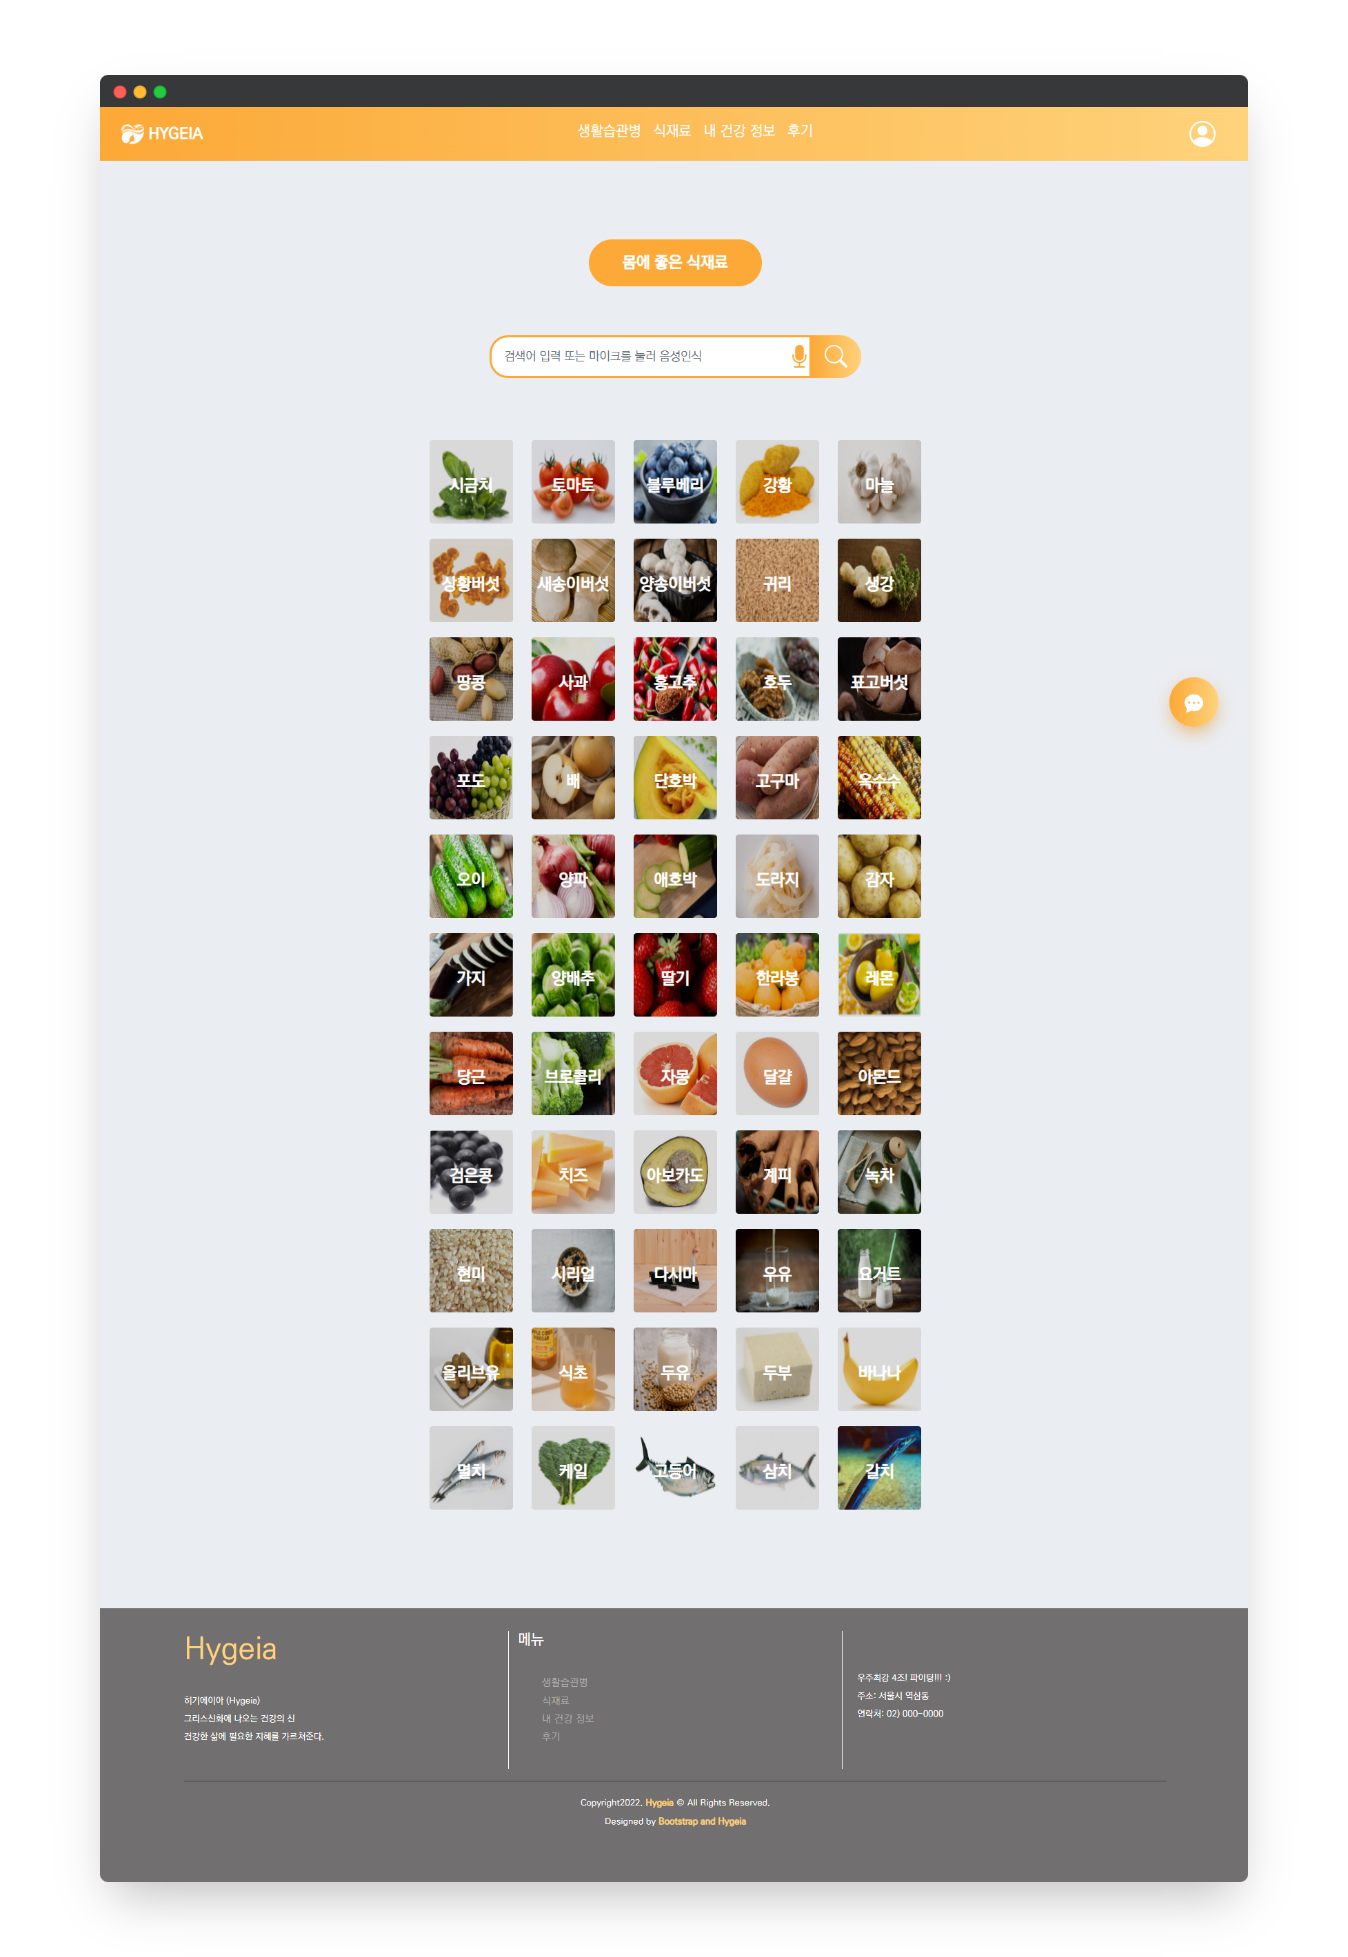 HYGEIA
생활습관병 식재료 내 건강 정보 후기
몸에 좋은 식재료
검색어 입력 또는 마이크를 눌러 음성인식
시금치 토마토 블루베리 강황 마늘
상황버섯 새송이버섯 양송이버섯 귀리 생강
땅콩 사과 홍고추 호두 표고버섯
포도 배 단호박 고구마 옥수수
오이 양파 애호박 도라지 감자
가지 양배추 딸기 한라봉 레몬
당근 브로콜리 자몽 달걀 아몬드
검은콩 치즈 아보카도 계피 녹차
현미 시리얼 다시마 우유 요거트
올리브유 식초 두유 두부 바나나
멸치 케일 고등어 삼치 갈치
Hygeia
히기에이아 (Hygeia)
그리스신화에 나오는 건강의 신
건강한 삶에 필요한 지혜를 가르쳐준다.
메뉴
생활습관병
식재료
내 건강 정보
후기
우주최강 4조! 파이팅!!! :)
주소: 서울시 역삼동
연락처: 02) 000-0000
Copyright2022. Hygeia © All Rights Reserved.
Designed by Bootstrap and Hygeia